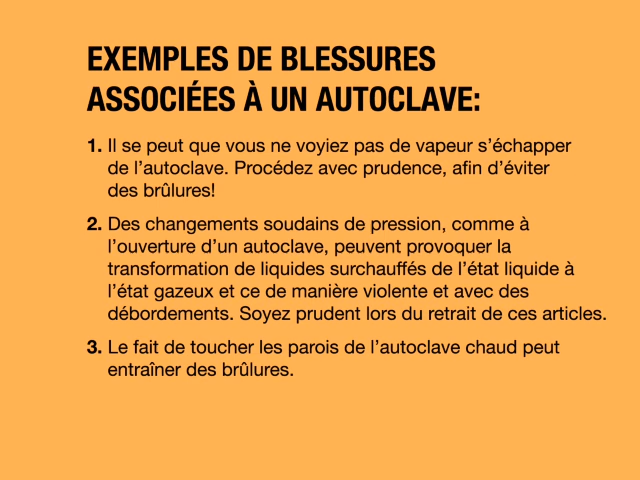 EXEMPLES DE BLESSURES
ASSOCIÉES À UN AUTOCLAVE:
1. Il se peut que vous ne voyiez pas de vapeur s’échapper
de l’autoclave. Procédez avec prudence, afin d’éviter
des brûlures!
2. Des changements soudains de pression, comme à
l’ouverture d’un autoclave, peuvent provoquer la
transformation de liquides surchauffés de l’état liquide à
l’état gazeux et ce de manière violente et avec des
débordements. Soyez prudent lors du retrait de ces articles.
3. Le fait de toucher les parois de l’autoclave chaud peut
entraîner des brûlures.